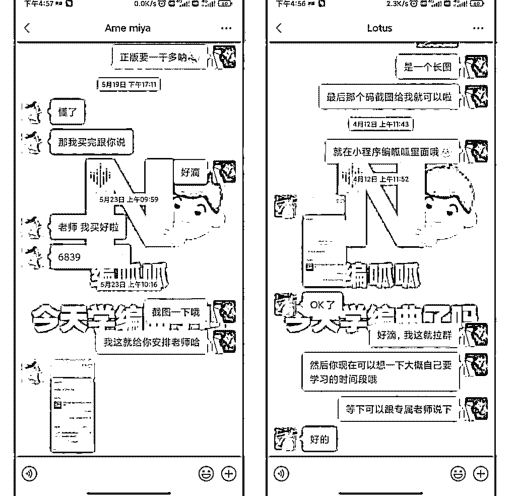 下午4:57
0.0K/s
Ame miya
正版要一千多呐
5月19日 下午17:11
懂了
那我买完跟你说
好滴
5月23日 上午09:59
老师 我买好啦
6839
5月23日 上午10:16
截图一下哦
我这就给你安排老师哈
下午4:56
2.3K/s
Lotus
是一个长图
最后那个码截图给我就可以啦
4月12日 上午11:43
就在小程序编呱呱里面哦
4月12日 上午11:52
OK了
好滴，我这就拉群
然后你现在可以想一下大概自己要
学习的时间段哦
等下可以跟专属老师说下
好的
编呱呱
今天学编曲了吗